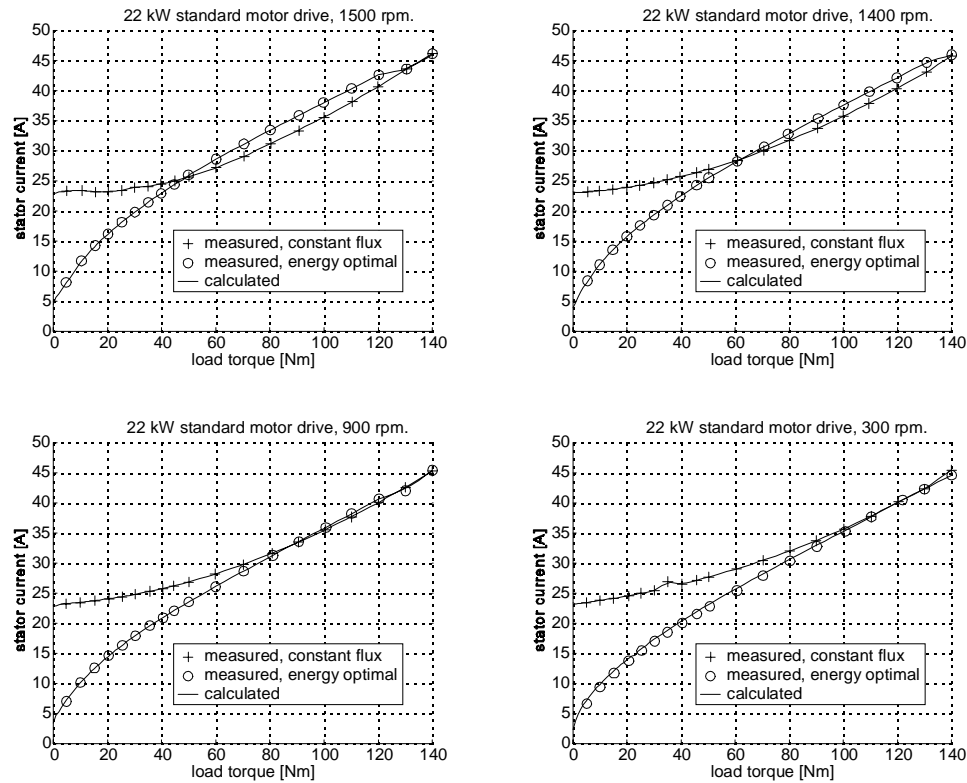 22 kW standard motor drive, 1500 rpm.
50
45
40
35
30
25
20
15
10
5
0
stator current [A]
+ measured, constant flux
○ measured, energy optimal
— calculated
0 20 40 60 80 100 120 140
load torque [Nm]
22 kW standard motor drive, 1400 rpm.
50
45
40
35
30
25
20
15
10
5
0
stator current [A]
+ measured, constant flux
○ measured, energy optimal
— calculated
0 20 40 60 80 100 120 140
load torque [Nm]
22 kW standard motor drive, 900 rpm.
50
45
40
35
30
25
20
15
10
5
0
stator current [A]
+ measured, constant flux
○ measured, energy optimal
— calculated
0 20 40 60 80 100 120 140
load torque [Nm]
22 kW standard motor drive, 300 rpm.
50
45
40
35
30
25
20
15
10
5
0
stator current [A]
+ measured, constant flux
○ measured, energy optimal
— calculated
0 20 40 60 80 100 120 140
load torque [Nm]